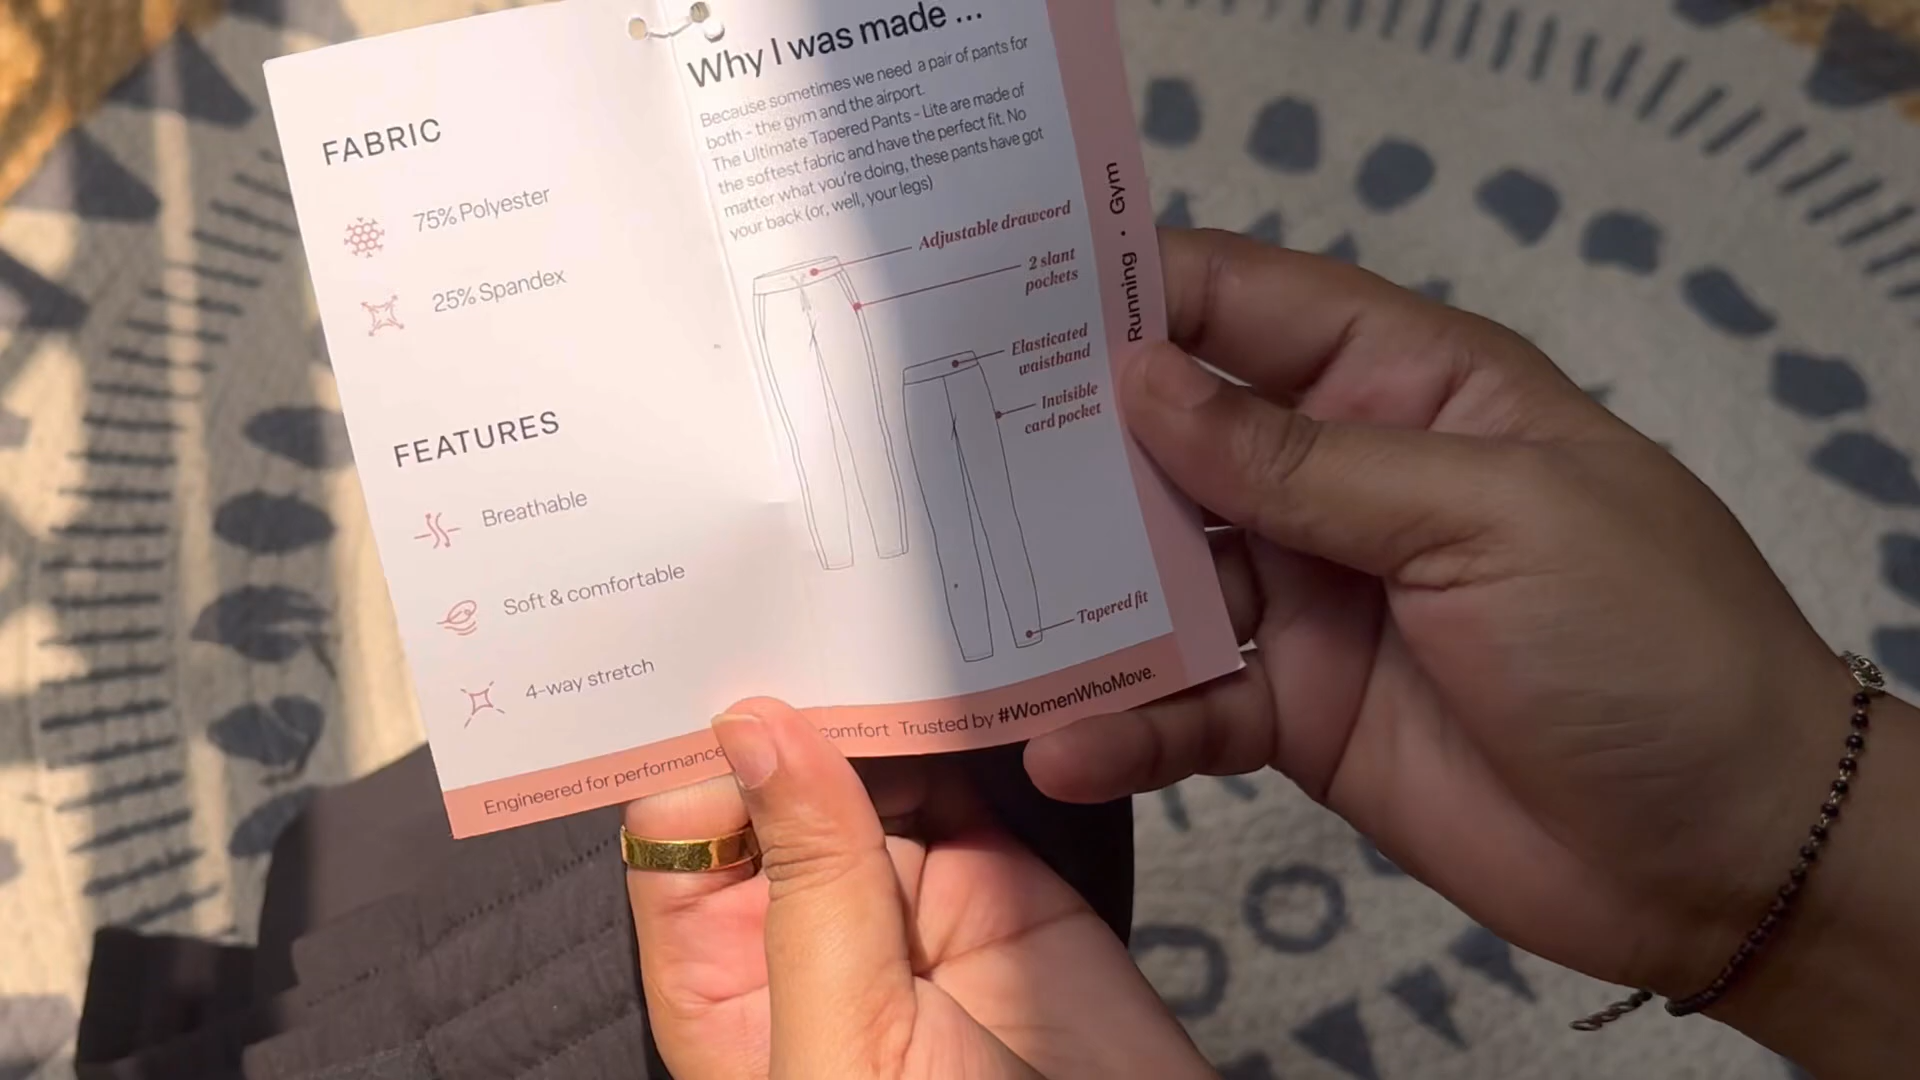 FABRIC
75% Polyester
25% Spandex
FEATURES
Breathable
Soft & comfortable
4-way stretch
Engineered for performance
Why I was made ...
Because sometimes we need a pair of pants for
both - the gym and the airport.
The Ultimate Tapered Pants - Lite are made of
the softest fabric and have the perfect fit. No
matter what you're doing, these pants have got
your back (or, well, your legs)
Adjustable drawcord
2 slant
pockets
Elasticated
waistband
Invisible
card pocket
Tapered fit
comfort Trusted by #WomenWhoMove.
Running • Gym